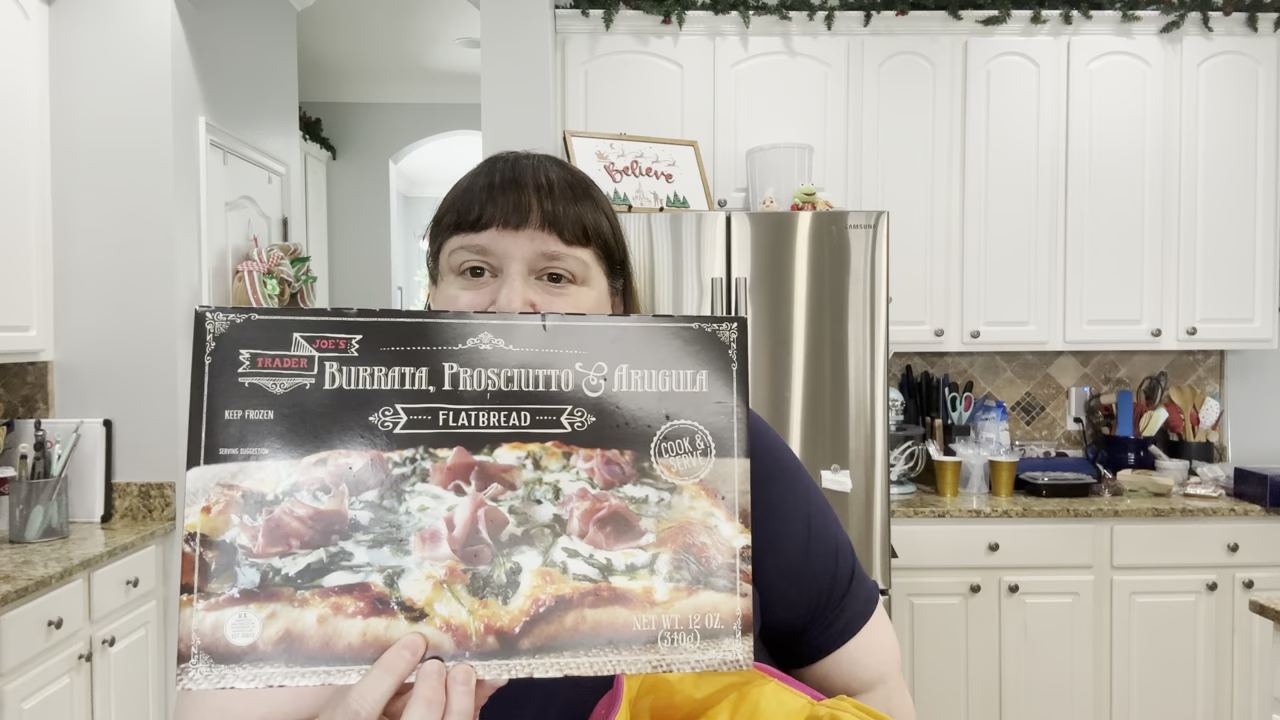 Believe
SAMSUNG
TRADER JOE'S
BURRATA, PROSCIUTTO & ARUGULA
FLATBREAD
KEEP FROZEN
SERVING SUGGESTION
COOK & SERVE
NET WT. 12 OZ.
(340g)